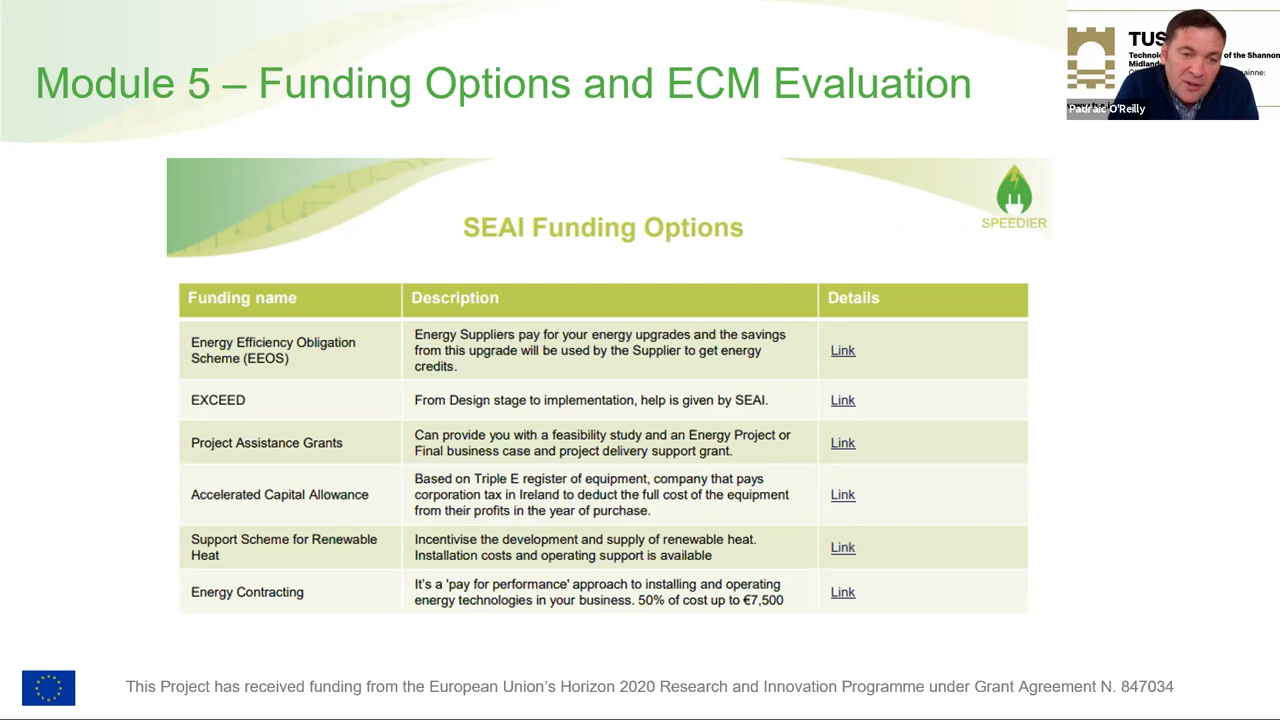 Module 5 – Funding Options and ECM Evaluation
TUS
Technol
of the Shannon
Midlan
Padraic O'Reilly
SPEEDIER
SEAI Funding Options
Funding name Description Details
Energy Efficiency Obligation
Scheme (EEOS)
Energy Suppliers pay for your energy upgrades and the savings
from this upgrade will be used by the Supplier to get energy
credits.
Link
EXCEED
From Design stage to implementation, help is given by SEAI.
Link
Project Assistance Grants
Can provide you with a feasibility study and an Energy Project or
Final business case and project delivery support grant.
Link
Accelerated Capital Allowance
Based on Triple E register of equipment, company that pays
corporation tax in Ireland to deduct the full cost of the equipment
from their profits in the year of purchase.
Link
Support Scheme for Renewable
Heat
Incentivise the development and supply of renewable heat.
Installation costs and operating support is available
Link
Energy Contracting
It's a 'pay for performance' approach to installing and operating
energy technologies in your business. 50% of cost up to €7,500
Link
This Project has received funding from the European Union's Horizon 2020 Research and Innovation Programme under Grant Agreement N. 847034